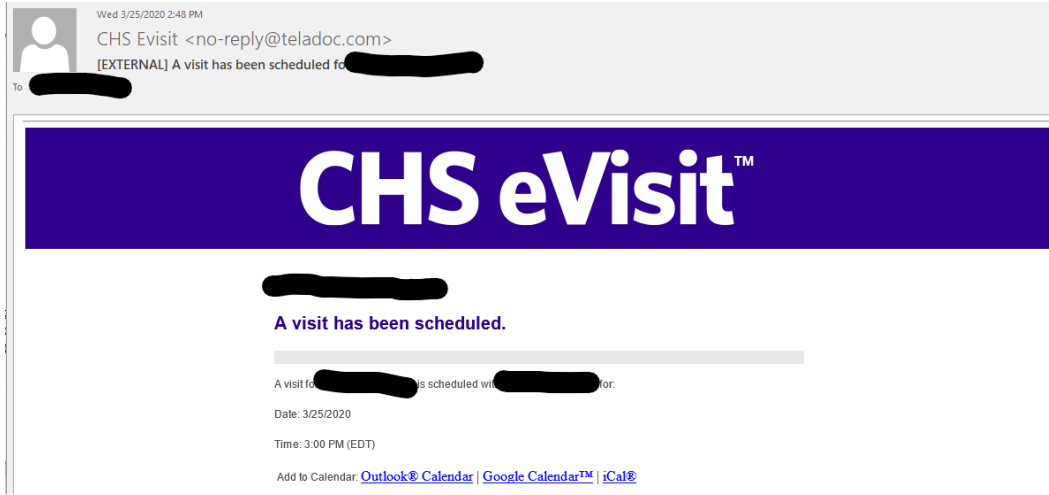 Wed 3/25/2020 2:48 PM
CHS Evisit <no-reply@teladoc.com>
[EXTERNAL] A visit has been scheduled fo
To
CHS eVisit™
A visit has been scheduled.
A visit fo is scheduled wit for:
Date: 3/25/2020
Time: 3:00 PM (EDT)
Add to Calendar: Outlook® Calendar | Google Calendar™ | iCal®